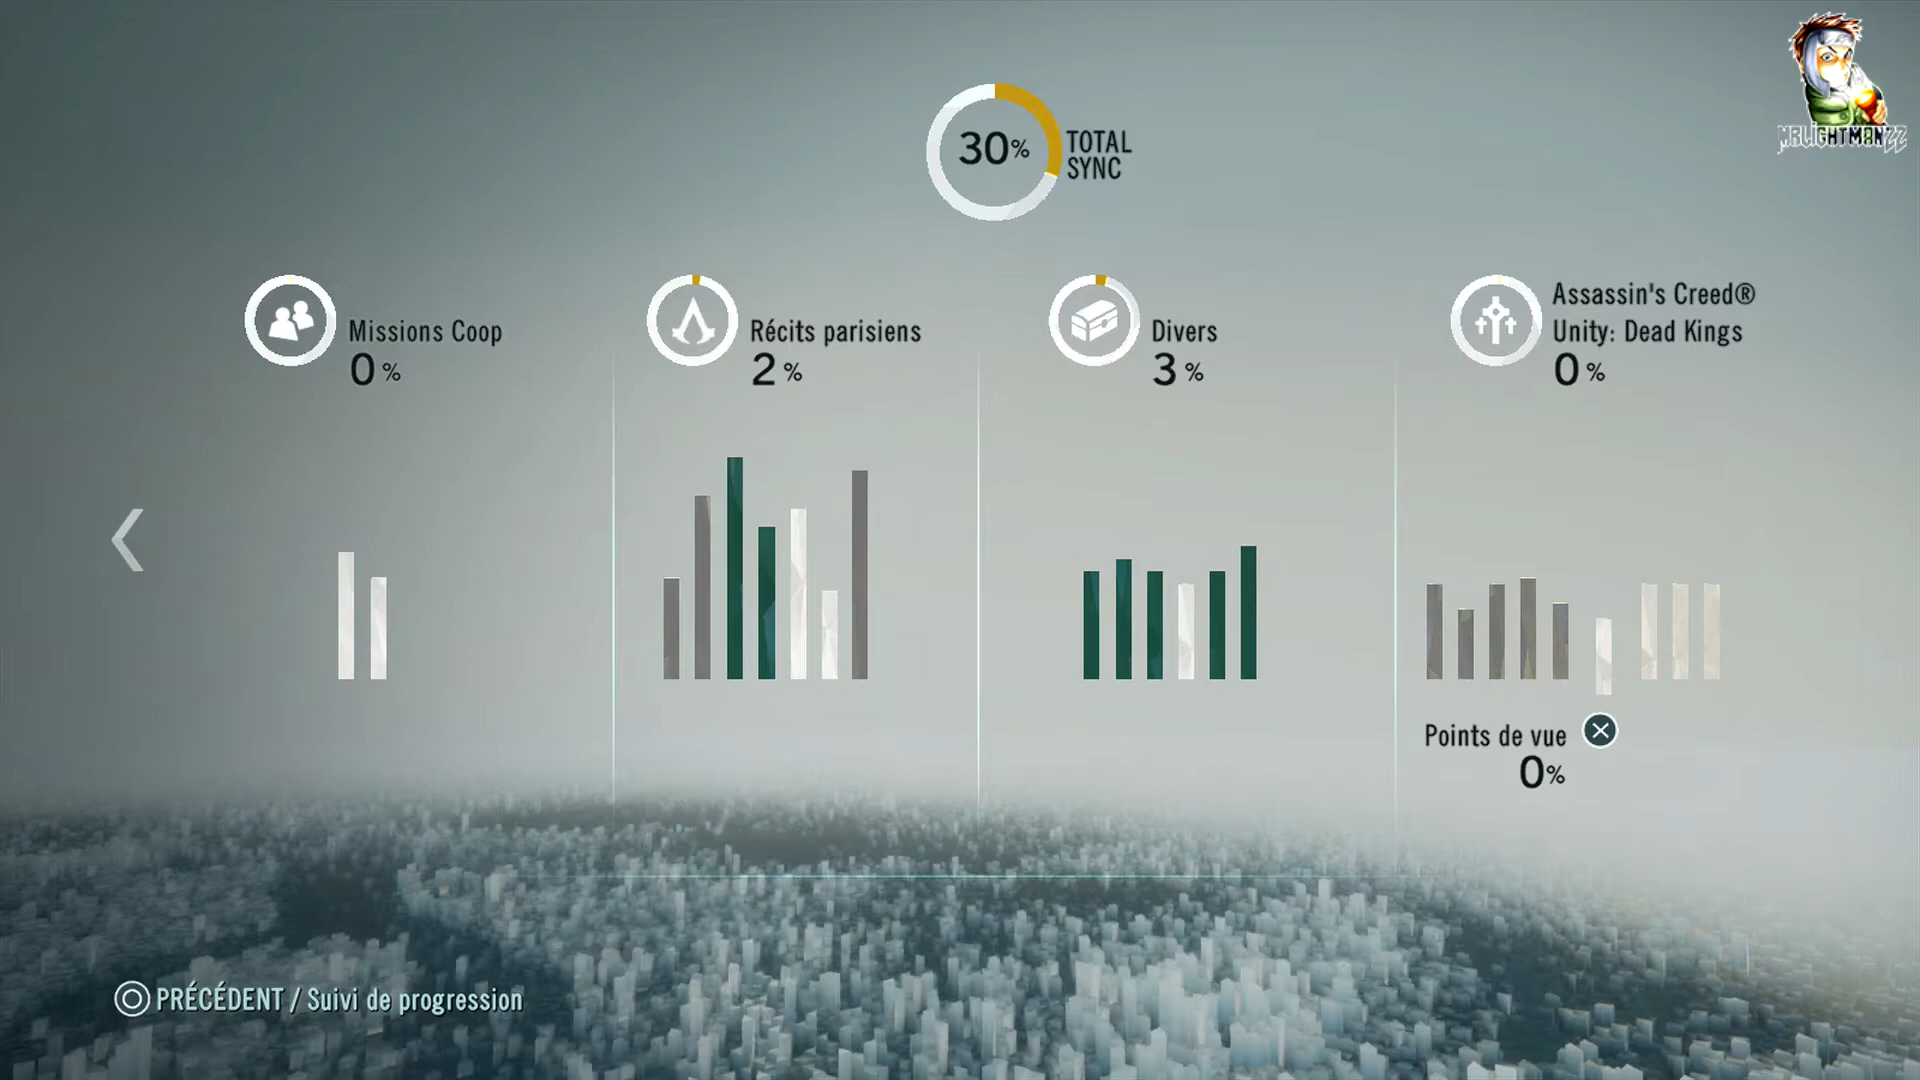 MRLIGHTMANZZ
30%
TOTAL
SYNC
Missions Coop
0 %
Récits parisiens
2 %
Divers
3 %
Assassin's Creed®
Unity: Dead Kings
0 %
Points de vue
0%
PRÉCÉDENT / Suivi de progression